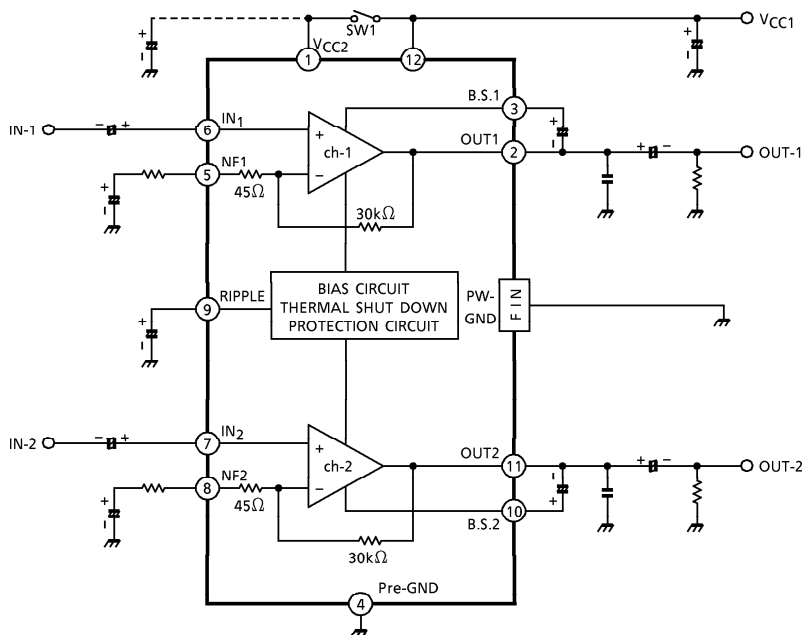 SW1
VCC1
VCC2
1
12
B.S.1
3
IN-1
IN1
6
OUT1
2
OUT-1
ch-1
NF1
5
45Ω
30kΩ
RIPPLE
9
BIAS CIRCUIT
THERMAL SHUT DOWN
PROTECTION CIRCUIT
PW-
GND
FIN
IN-2
IN2
7
OUT2
11
OUT-2
ch-2
NF2
8
45Ω
10
B.S.2
30kΩ
Pre-GND
4